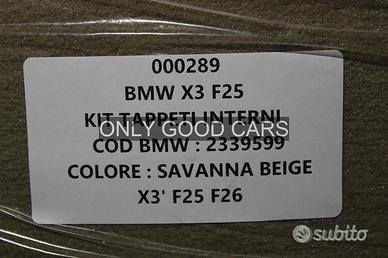 000289
BMW X3 F25
KIT TAPPETI INTERNI
ONLY GOOD CARS
COD BMW : 2339599
COLORE : SAVANNA BEIGE
X3' F25 F26
subito